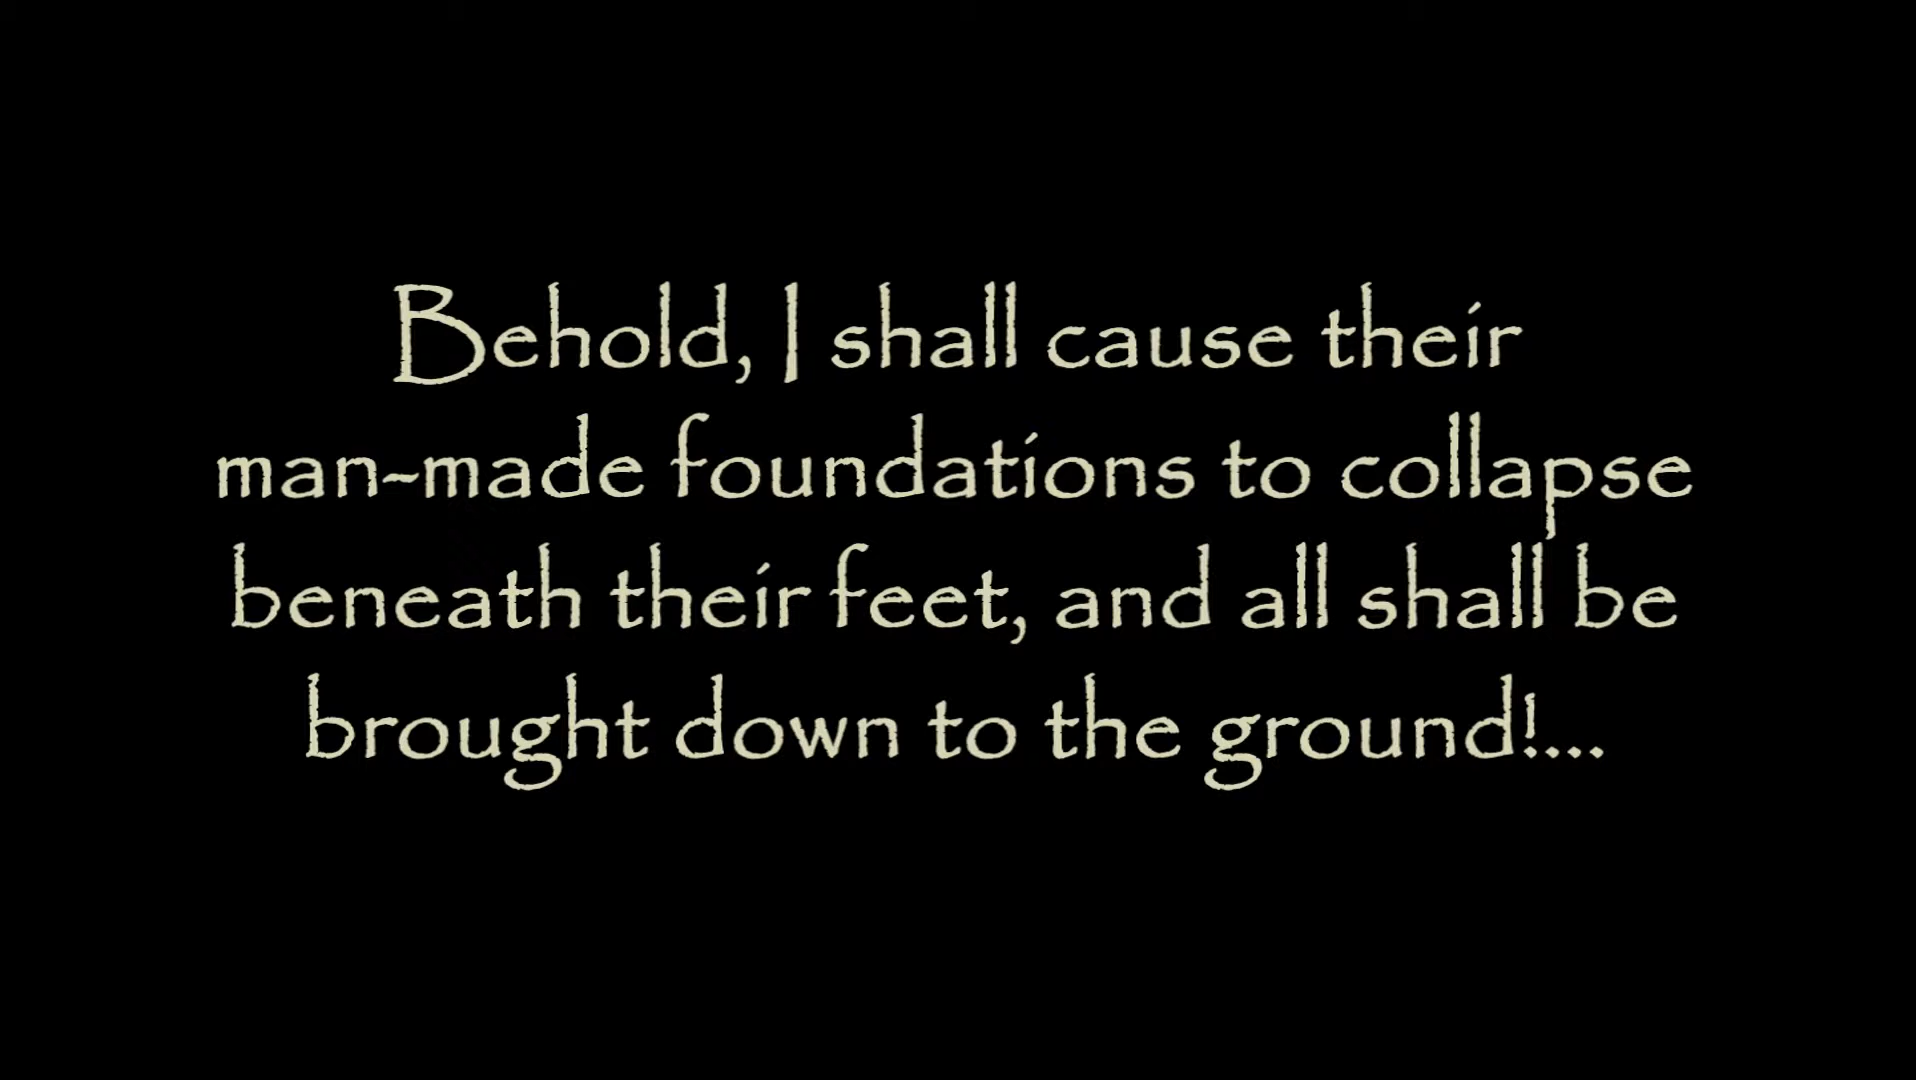 Behold, I shall cause their
man-made foundations to collapse
beneath their feet, and all shall be
brought down to the ground!...